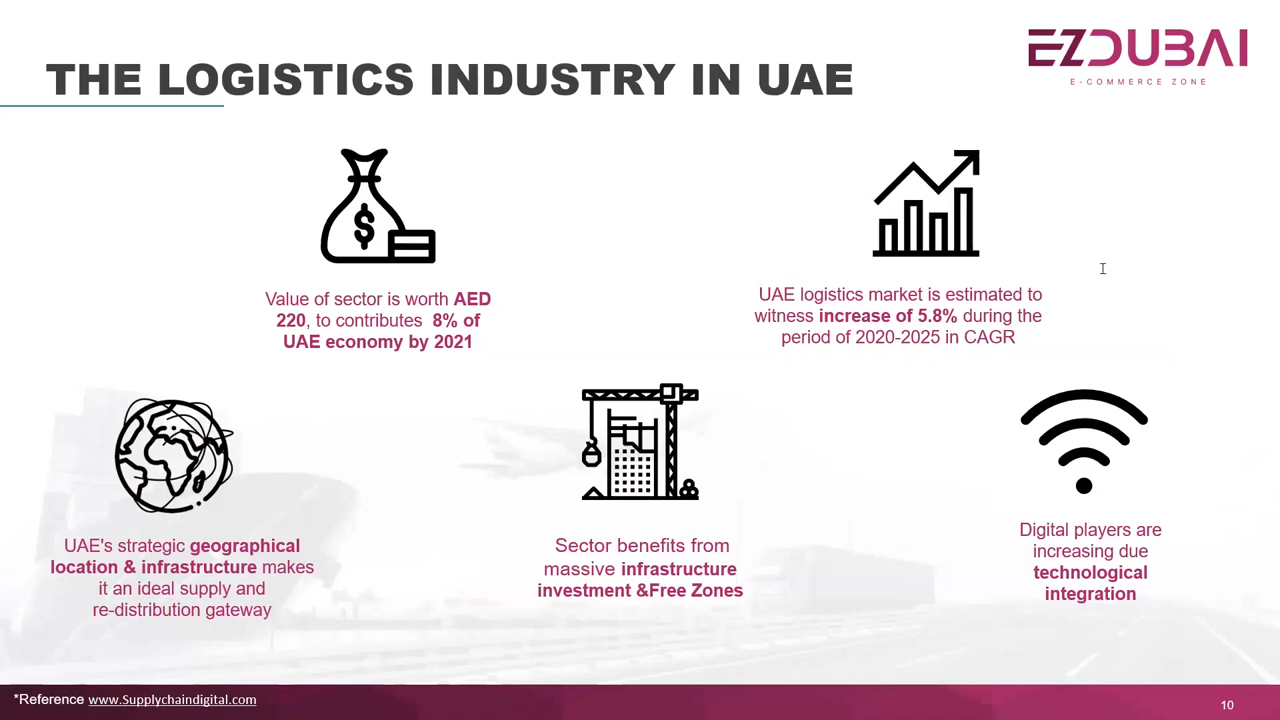 THE LOGISTICS INDUSTRY IN UAE
EZDUBAI
E-COMMERCE ZONE
$
Value of sector is worth AED
220, to contributes 8% of
UAE economy by 2021
UAE logistics market is estimated to
witness increase of 5.8% during the
period of 2020-2025 in CAGR
UAE's strategic geographical
location & infrastructure makes
it an ideal supply and
re-distribution gateway
Sector benefits from
massive infrastructure
investment &Free Zones
Digital players are
increasing due
technological
integration
*Reference www.Supplychaindigital.com
10